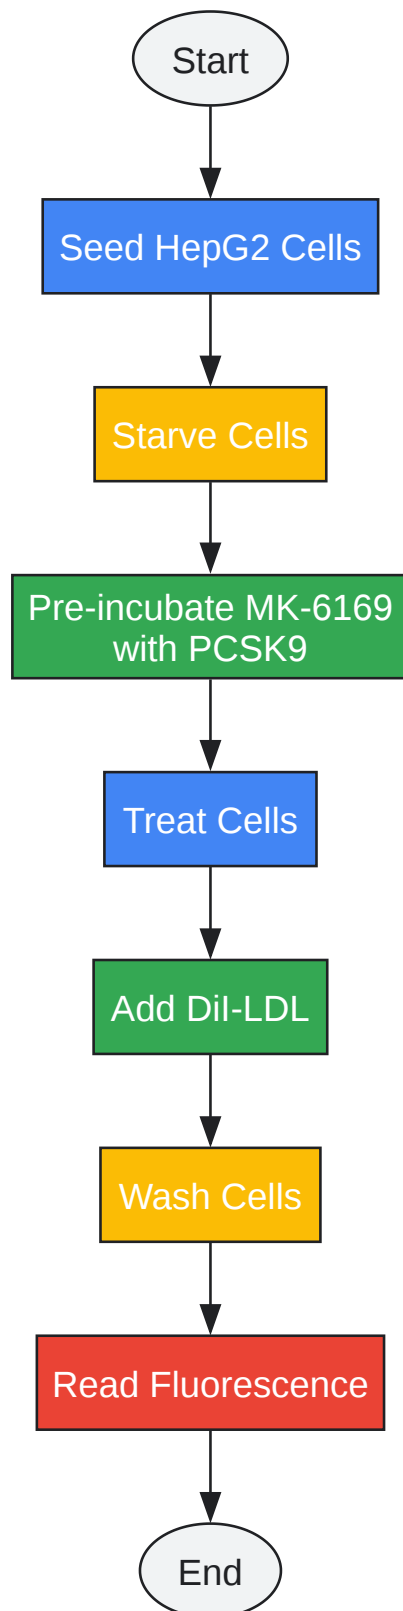 Start
Seed HepG2 Cells
Starve Cells
Pre-incubate MK-6169
with PCSK9
Treat Cells
Add DiI-LDL
Wash Cells
Read Fluorescence
End